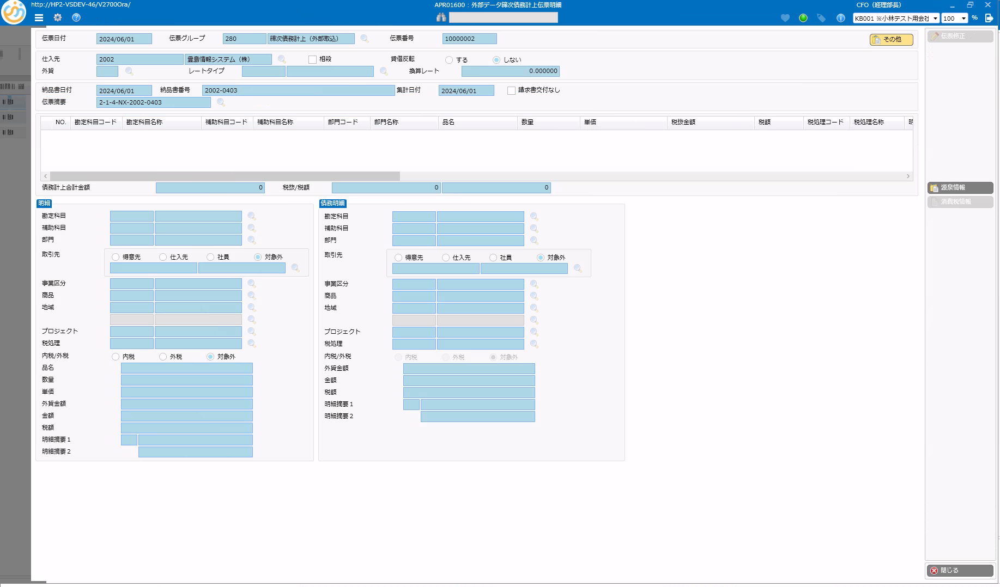 http://HP2-VSDEV-46/V2700Ora/
APR01600：外部データ締次債務計上伝票明細
CFO（経理部長）
KB001 ※小林テスト用会社
100 %
伝票日付 2024/06/01 伝票グループ 280 締次債務計上（外部取込） 伝票番号 10000002 その他
伝票修正
仕入先 2002 豊島情報システム（株） 相殺 貸借反転 する しない
外貨 レートタイプ 換算レート 0.000000
納品書日付 2024/06/01 納品書番号 2002-0403 集計日付 2024/06/01 請求書交付なし
伝票摘要 2-1-4-NX-2002-0403
NO. 勘定科目コード 勘定科目名称 補助科目コード 補助科目名称 部門コード 部門名称 品名 数量 単価 税抜金額 税額 税処理コード 税処理名称 明
債務計上合計金額 0 税抜/税額 0 0
源泉情報
消費税情報
明細
勘定科目
補助科目
部門
取引先 得意先 仕入先 社員 対象外
事業区分
商品
地域
プロジェクト
税処理
内税/外税 内税 外税 対象外
品名
数量
単価
外貨金額
金額
税額
明細摘要１
明細摘要２
債務明細
勘定科目
補助科目
部門
取引先 得意先 仕入先 社員 対象外
事業区分
商品
地域
プロジェクト
税処理
内税/外税 内税 外税 対象外
外貨金額
金額
税額
明細摘要１
明細摘要２
閉じる